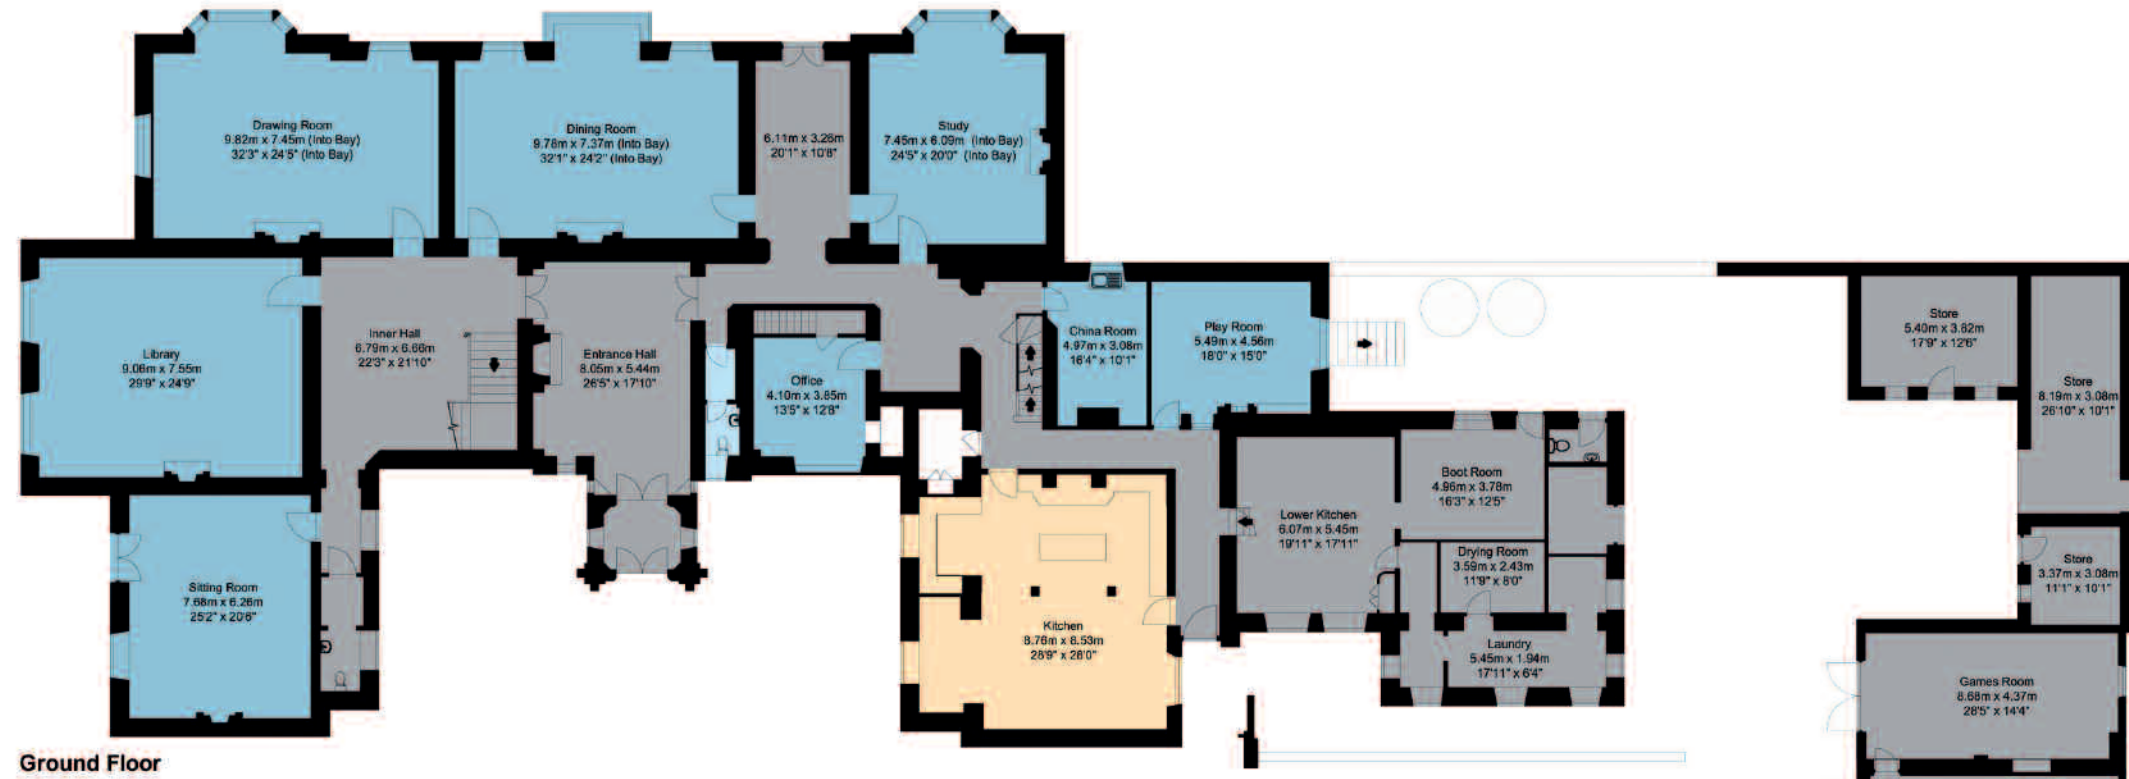 Drawing Room
9.82m x 7.45m (Into Bay)
32'3" x 24'5" (Into Bay)
Dining Room
9.78m x 7.37m (Into Bay)
32'1" x 24'2" (Into Bay)
6.11m x 3.26m
20'1" x 10'8"
Study
7.45m x 6.09m (Into Bay)
24'5" x 20'0" (Into Bay)
Library
9.06m x 7.55m
29'9" x 24'9"
Inner Hall
6.79m x 6.66m
22'3" x 21'10"
Entrance Hall
8.05m x 5.44m
26'5" x 17'10"
Office
4.10m x 3.85m
13'5" x 12'8"
China Room
4.97m x 3.08m
16'4" x 10'1"
Play Room
5.49m x 4.56m
18'0" x 15'0"
Store
5.40m x 3.82m
17'9" x 12'6"
Store
8.19m x 3.08m
26'10" x 10'1"
Sitting Room
7.68m x 6.26m
25'2" x 20'6"
Kitchen
8.76m x 8.53m
28'9" x 28'0"
Lower Kitchen
6.07m x 5.45m
19'11" x 17'11"
Boot Room
4.96m x 3.78m
16'3" x 12'5"
Drying Room
3.59m x 2.43m
11'9" x 8'0"
Laundry
5.45m x 1.94m
17'11" x 6'4"
Store
3.37m x 3.08m
11'1" x 10'1"
Games Room
8.68m x 4.37m
28'5" x 14'4"
Ground Floor